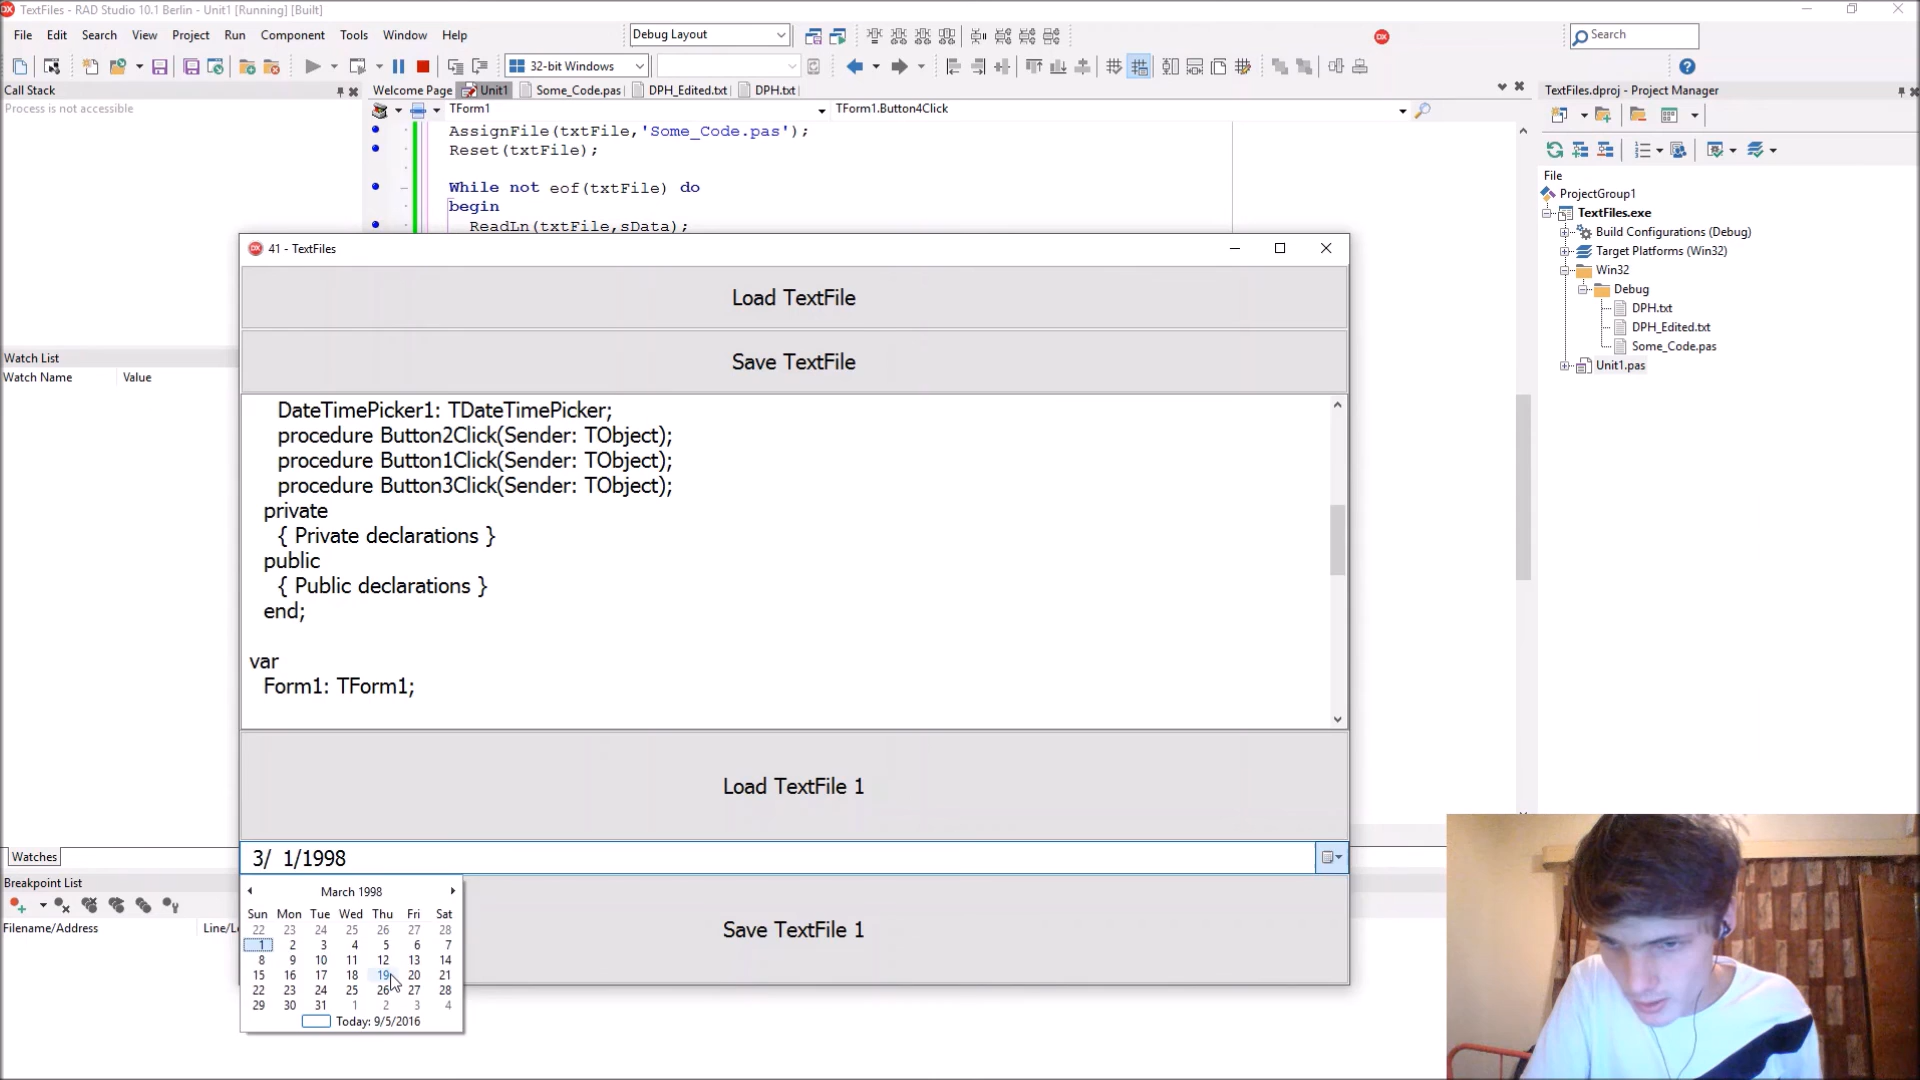 TextFiles - RAD Studio 10.1 Berlin - Unit1 [Running] [Built]
File Edit Search View Project Run Component Tools Window Help
Debug Layout
Search
32-bit Windows
Call Stack
Process is not accessible
Welcome Page Unit1 Some_Code.pas DPH_Edited.txt DPH.txt
TForm1 TForm1.Button4Click
AssignFile(txtFile,'Some_Code.pas');
Reset(txtFile);
While not eof(txtFile) do
begin
ReadLn(txtFile,sData);
TextFiles.dproj - Project Manager
File
ProjectGroup1
TextFiles.exe
Build Configurations (Debug)
Target Platforms (Win32)
Win32
Debug
DPH.txt
DPH_Edited.txt
Some_Code.pas
Unit1.pas
Watch List
Watch Name Value
41 - TextFiles
Load TextFile
Save TextFile
DateTimePicker1: TDateTimePicker;
procedure Button2Click(Sender: TObject);
procedure Button1Click(Sender: TObject);
procedure Button3Click(Sender: TObject);
private
{ Private declarations }
public
{ Public declarations }
end;
var
Form1: TForm1;
Load TextFile 1
3/ 1/1998
Save TextFile 1
March 1998
Sun Mon Tue Wed Thu Fri Sat
22 23 24 25 26 27 28
1 2 3 4 5 6 7
8 9 10 11 12 13 14
15 16 17 18 19 20 21
22 23 24 25 26 27 28
29 30 31 1 2 3 4
Today: 9/5/2016
Watches
Breakpoint List
Filename/Address Line/L